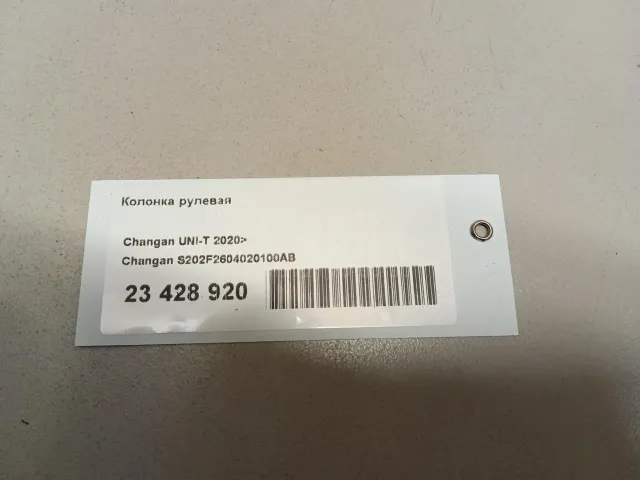 Колонка рулевая
Changan UNI-T 2020>
Changan S202F2604020100AB
23 428 920